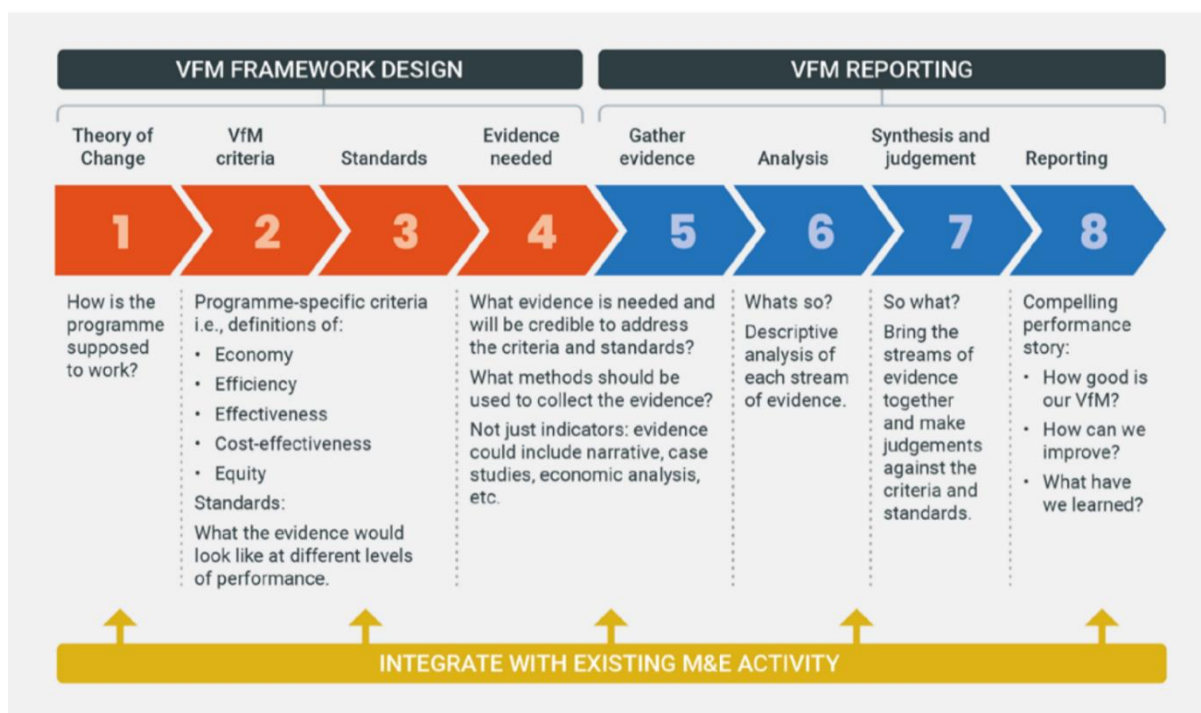 VFM FRAMEWORK DESIGN
VFM REPORTING
Theory of
Change
VfM
criteria
Standards
Evidence
needed
Gather
evidence
Analysis
Synthesis and
judgement
Reporting
1
2
3
4
5
6
7
8
How is the
programme
supposed
to work?
Programme-specific criteria
i.e., definitions of:
• Economy
• Efficiency
• Effectiveness
• Cost-effectiveness
• Equity
Standards:
What the evidence would
look like at different levels
of performance.
What evidence is needed and
will be credible to address
the criteria and standards?
What methods should be
used to collect the evidence?
Not just indicators: evidence
could include narrative, case
studies, economic analysis,
etc.
Whats so?
Descriptive
analysis of
each stream
of evidence.
So what?
Bring the
streams of
evidence
together
and make
judgements
against the
criteria and
standards.
Compelling
performance
story:
• How good is
our VfM?
• How can we
improve?
• What have
we learned?
INTEGRATE WITH EXISTING M&E ACTIVITY